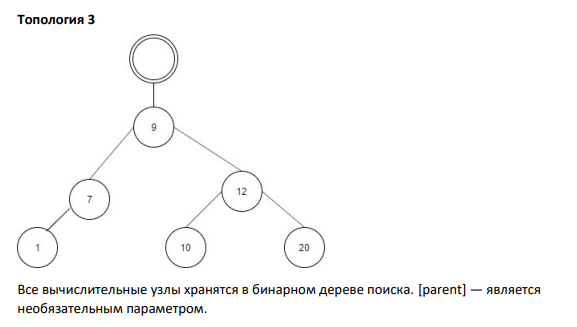 Топология 3
9
7
12
1
10
20
Все вычислительные узлы хранятся в бинарном дереве поиска. [parent] — является
необязательным параметром.